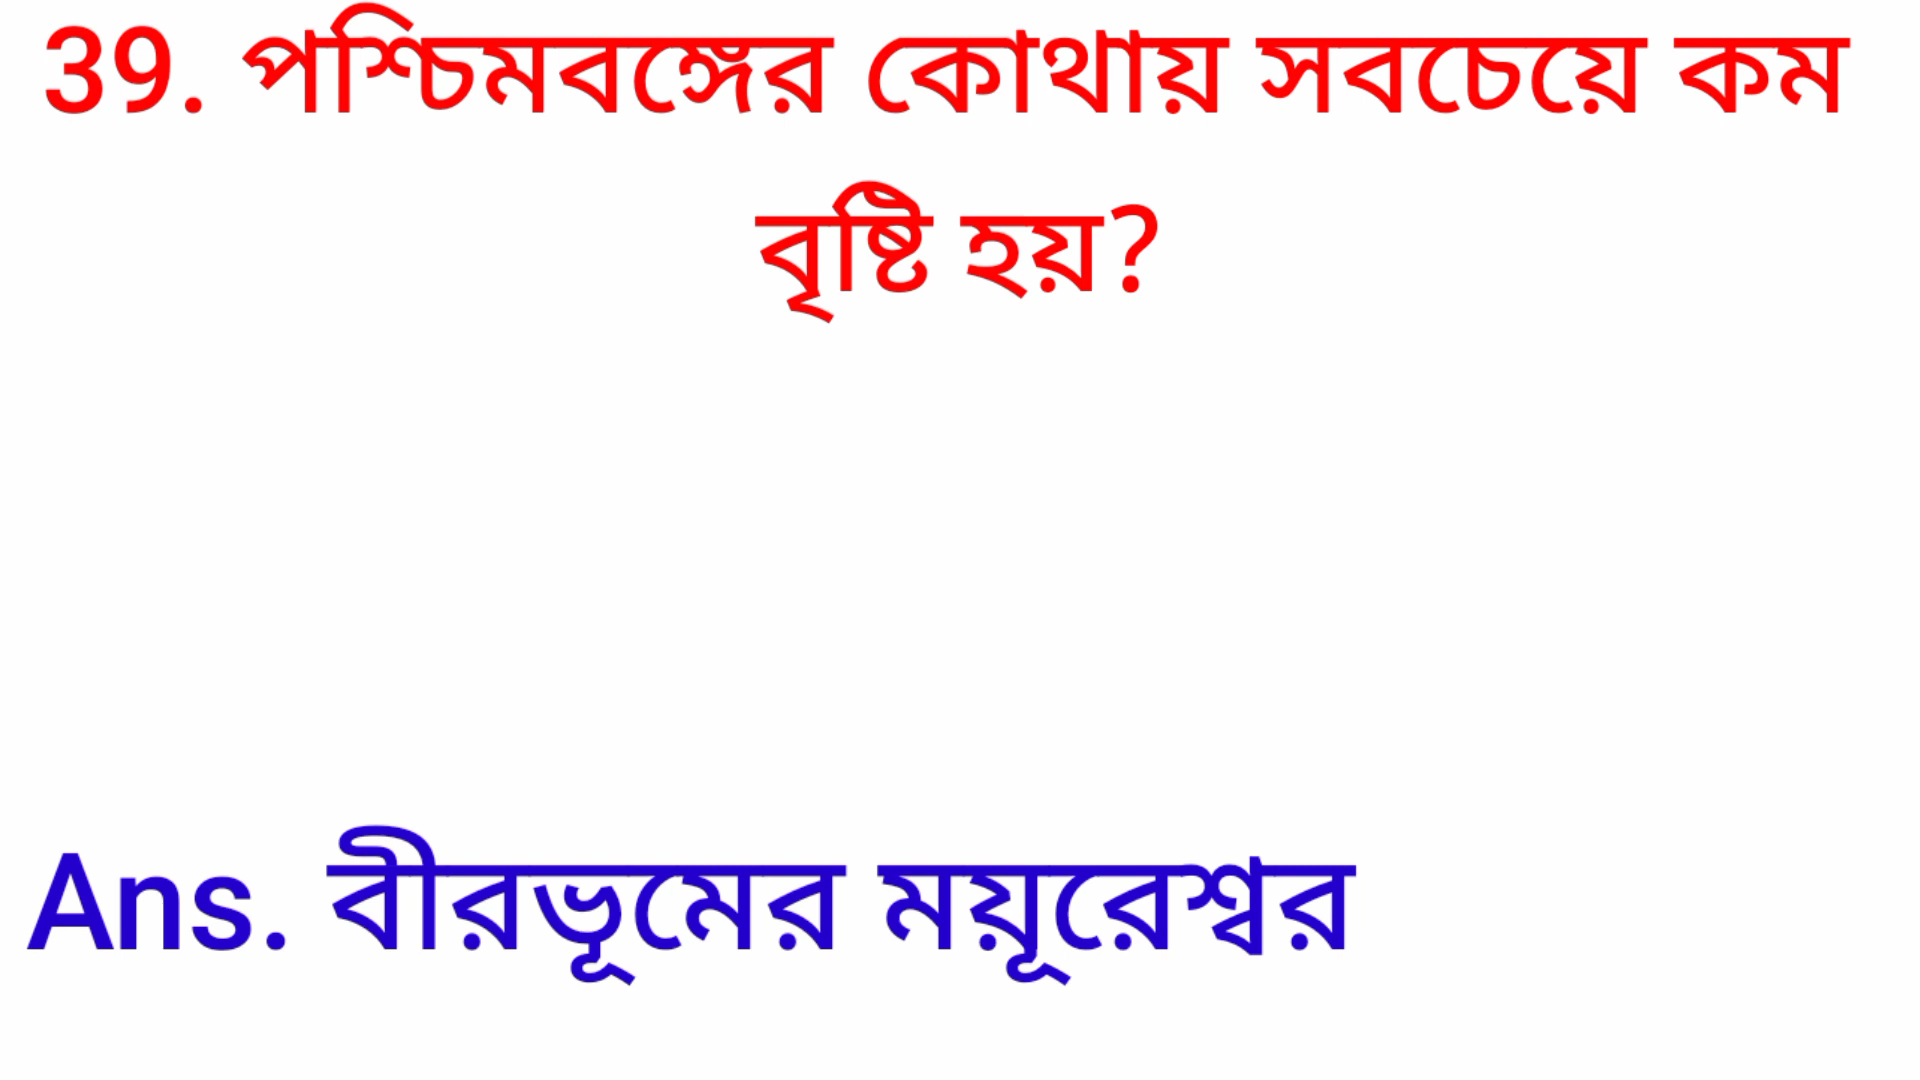 39. পশ্চিমবঙ্গের কোথায় সবচেয়ে কম
বৃষ্টি হয়?
Ans. বীরভূমের ময়ূরেশ্বর